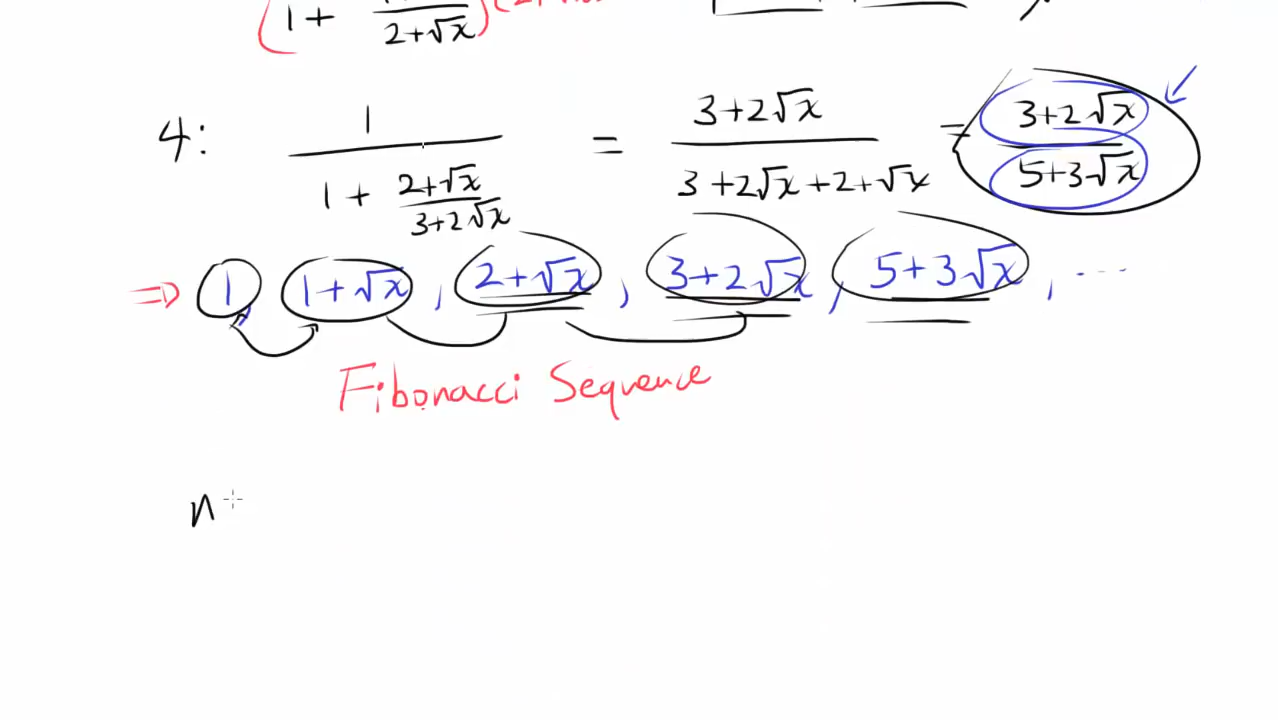 1 + 2+√x
4: 1 / (1 + (2+√x)/(3+2√x)) = (3+2√x) / (3+2√x+2+√x) = (3+2√x) / (5+3√x)
⇒ 1, 1+√x, 2+√x, 3+2√x, 5+3√x, ...
Fibonacci Sequence
n